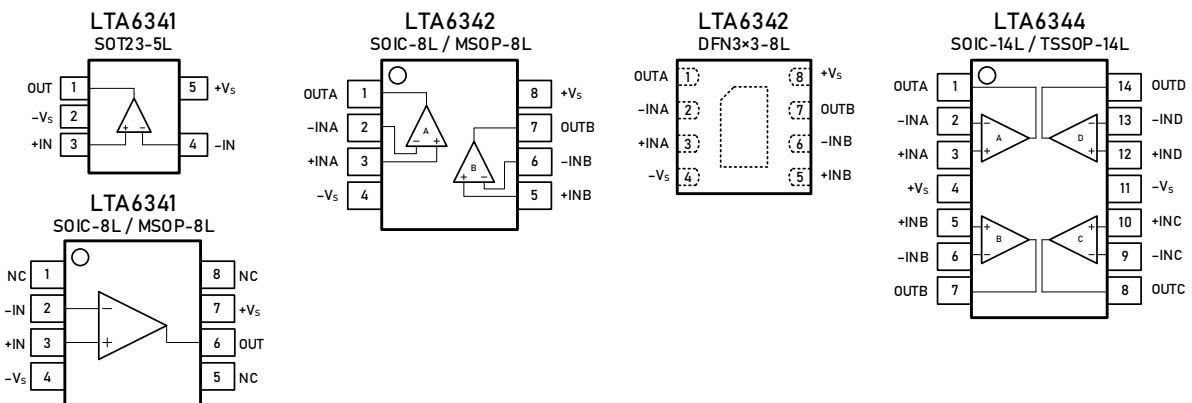 LTA6341
SOT23-5L
OUT 1 5 +VS
–VS 2
+IN 3 4 –IN
+ –
LTA6342
SOIC-8L / MSOP-8L
OUTA 1 8 +VS
–INA 2 7 OUTB
+INA 3 6 –INB
–VS 4 5 +INB
A
– +
B
+ –
LTA6342
DFN3×3-8L
OUTA 1 8 +VS
–INA 2 7 OUTB
+INA 3 6 –INB
–VS 4 5 +INB
LTA6344
SOIC-14L / TSSOP-14L
OUTA 1 14 OUTD
–INA 2 – A D – 13 –IND
+INA 3 + + 12 +IND
+VS 4 11 –VS
+INB 5 + + 10 +INC
–INB 6 – B C – 9 –INC
OUTB 7 8 OUTC
LTA6341
SOIC-8L / MSOP-8L
NC 1 8 NC
–IN 2 – 7 +VS
+IN 3 + 6 OUT
–VS 4 5 NC